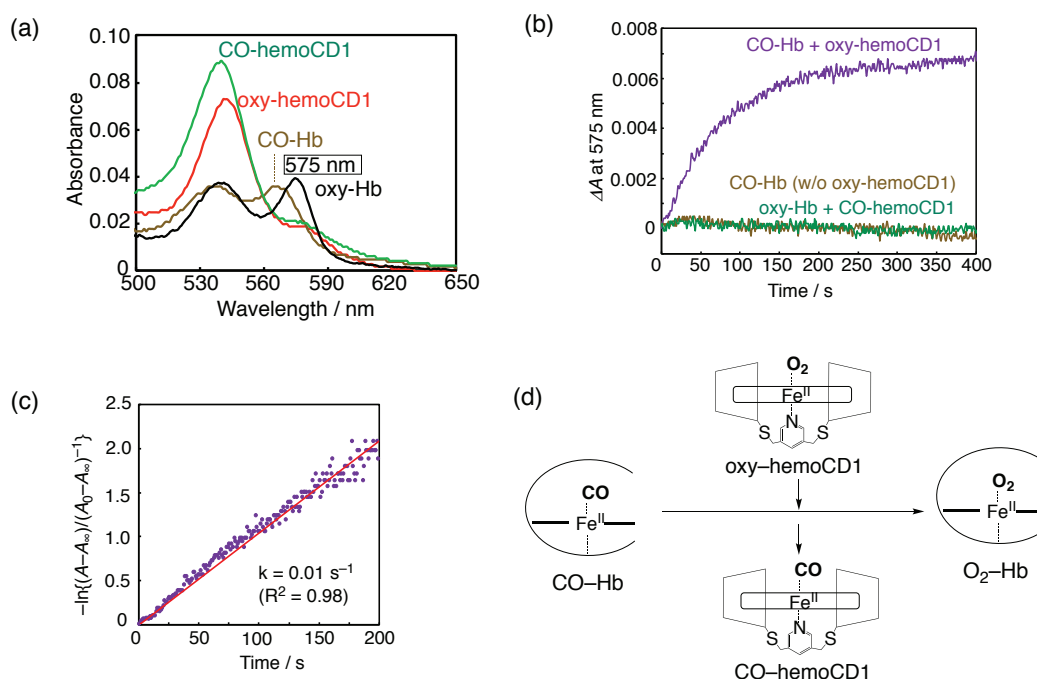 (a)
CO-hemoCD1
oxy-hemoCD1
CO-Hb
575 nm
oxy-Hb
Absorbance
0.10
0.08
0.06
0.04
0.02
0
500 530 560 590 620 650
Wavelength / nm
(b)
CO-Hb + oxy-hemoCD1
CO-Hb (w/o oxy-hemoCD1)
oxy-Hb + CO-hemoCD1
ΔA at 575 nm
0.008
0.006
0.004
0.002
0
0 50 100 150 200 250 300 350 400
Time / s
(c)
–ln{(A–A∞)/(A₀–A∞)⁻¹}
2.5
2.0
1.5
1.0
0.5
0
k = 0.01 s⁻¹
(R² = 0.98)
0 50 100 150 200
Time / s
(d)
O₂
Feᴵᴵ
N
S S
oxy–hemoCD1
CO
Feᴵᴵ
CO–Hb
O₂
Feᴵᴵ
O₂–Hb
CO
Feᴵᴵ
N
S S
CO–hemoCD1